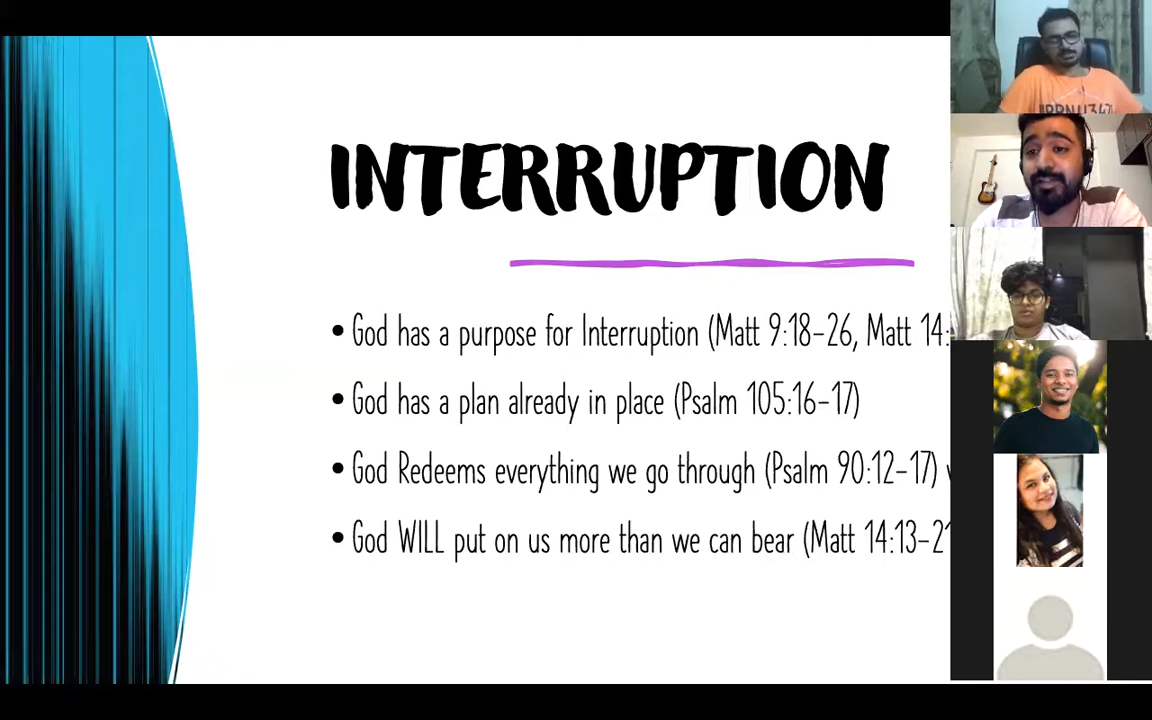 INTERRUPTION
• God has a purpose for Interruption (Matt 9:18-26, Matt 14:
• God has a plan already in place (Psalm 105:16-17)
• God Redeems everything we go through (Psalm 90:12-17)
• God WILL put on us more than we can bear (Matt 14:13-21